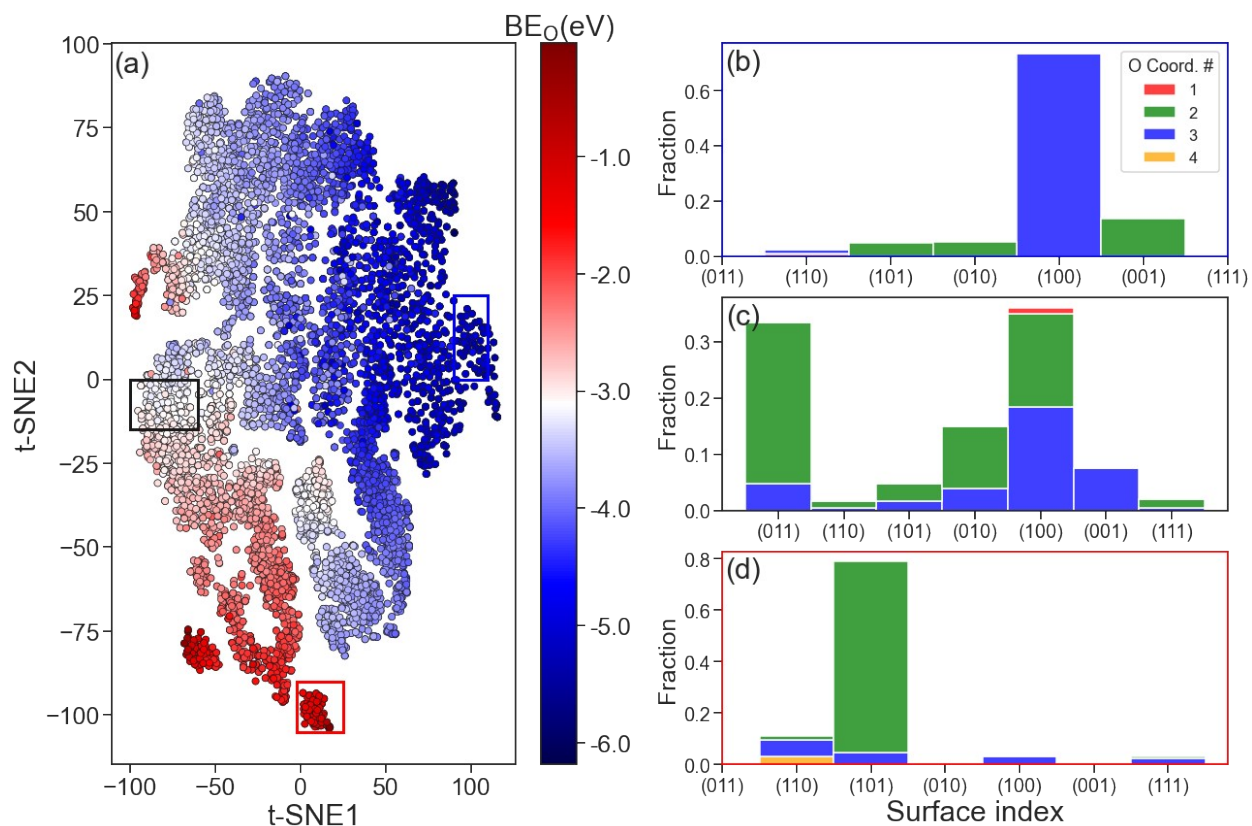 BE_O(eV)
(a)
100
75
50
25
0
−25
−50
−75
−100
t-SNE2
−100 −50 0 50 100
t-SNE1
-1.0
-2.0
-3.0
-4.0
-5.0
-6.0
(b)
O Coord. #
1
2
3
4
Fraction
0.6
0.4
0.2
0.0
(011) (110) (101) (010) (100) (001) (111)
(c)
Fraction
0.3
0.2
0.1
0.0
(011) (110) (101) (010) (100) (001) (111)
(d)
Fraction
0.8
0.6
0.4
0.2
0.0
(011) (110) (101) (010) (100) (001) (111)
Surface index